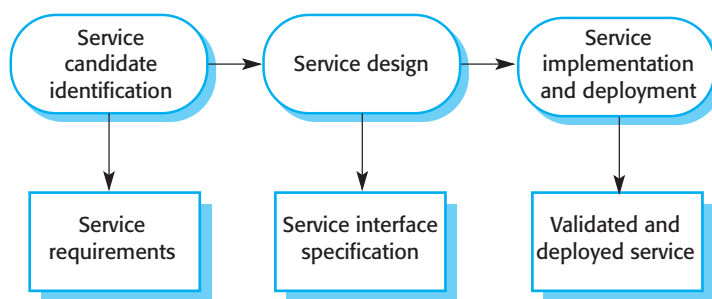 Service
candidate
identification
Service design
Service
implementation
and deployment
Service
requirements
Service interface
specification
Validated and
deployed service